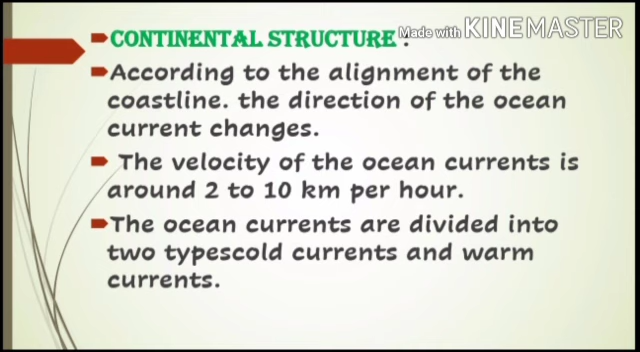 CONTINENTAL STRUCTURE :
Made with KINEMASTER
According to the alignment of the
coastline. the direction of the ocean
current changes.
The velocity of the ocean currents is
around 2 to 10 km per hour.
The ocean currents are divided into
two typescold currents and warm
currents.